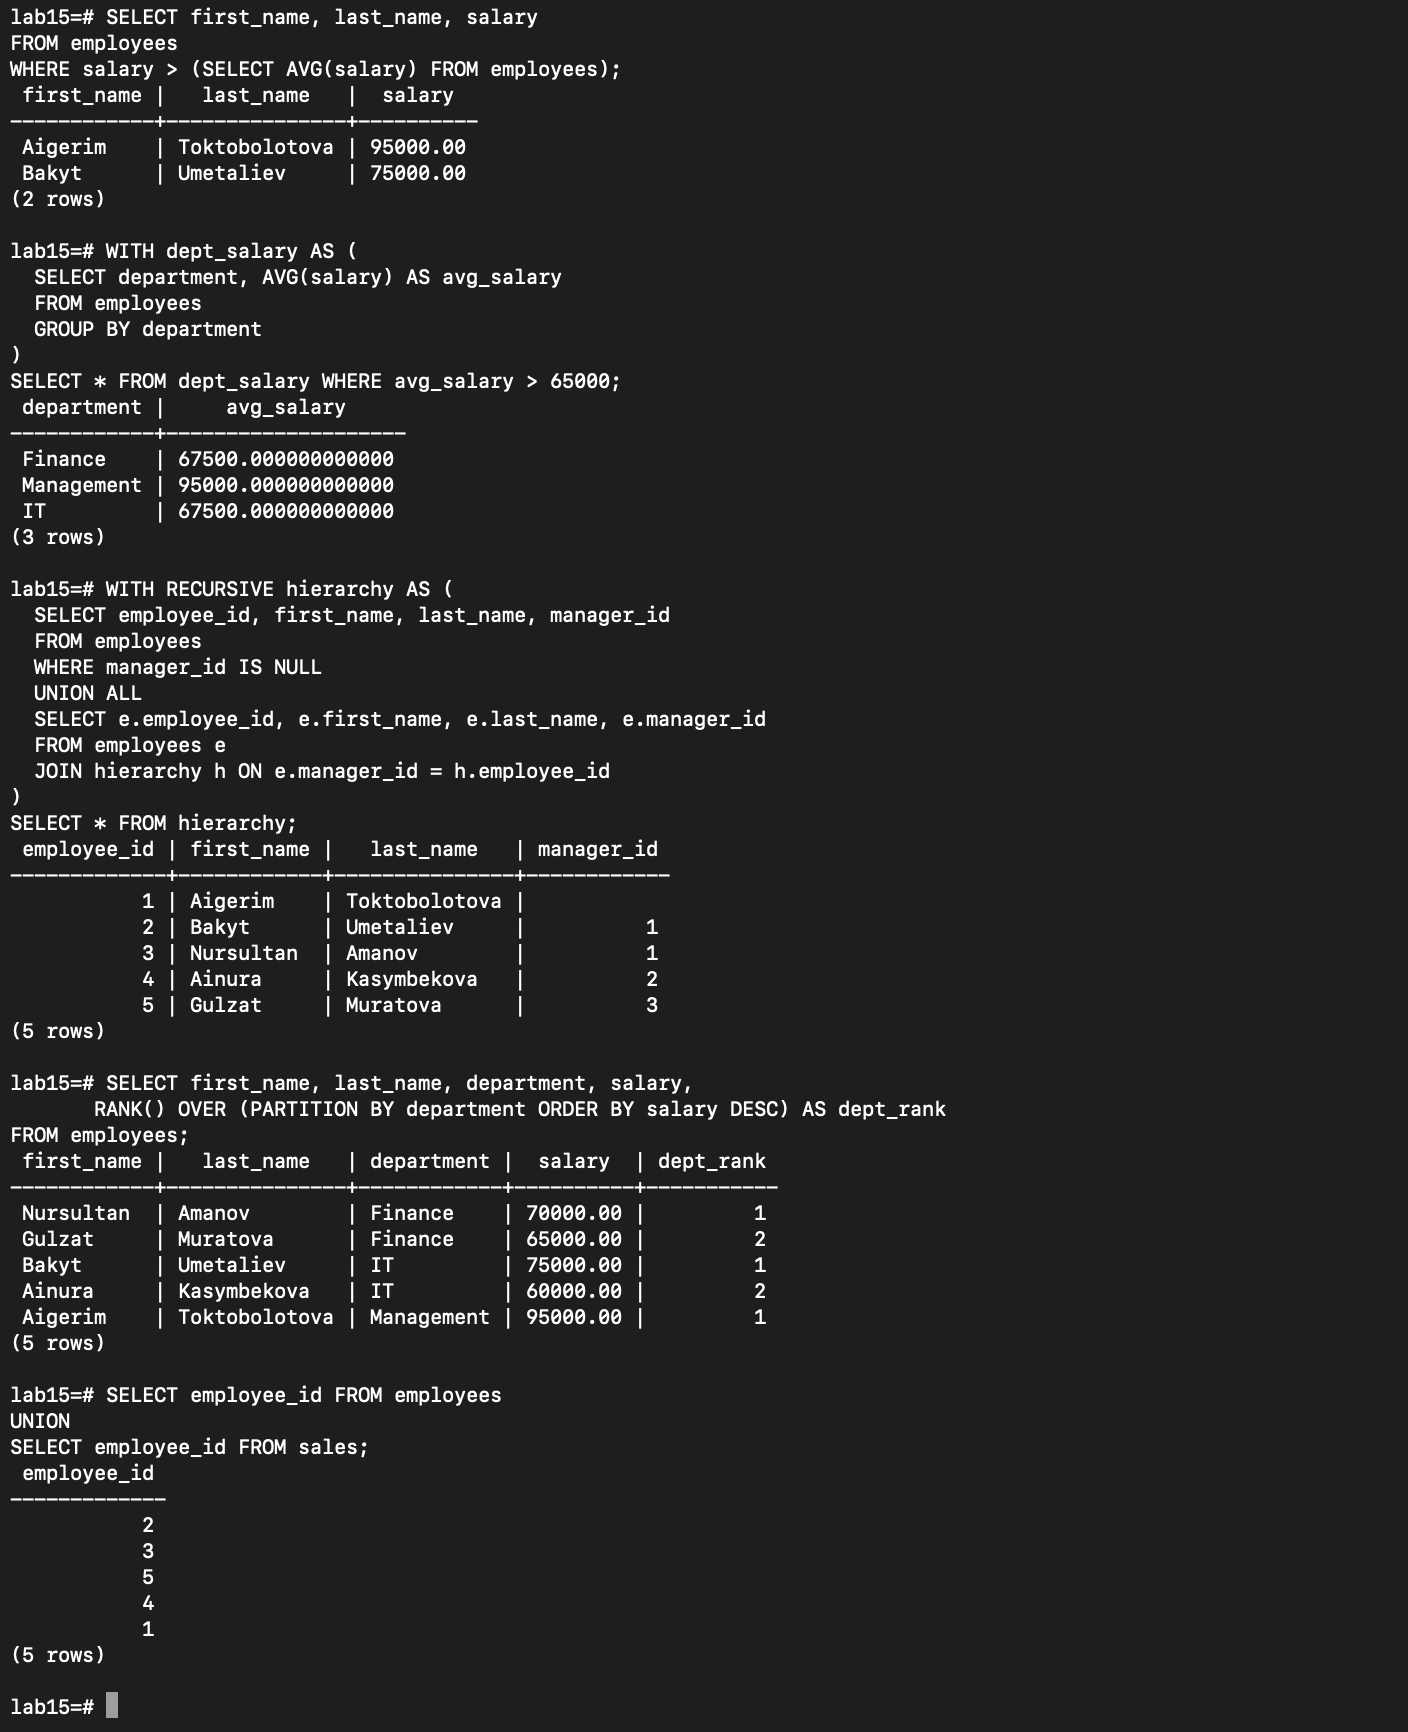 lab15=# SELECT first_name, last_name, salary
FROM employees
WHERE salary > (SELECT AVG(salary) FROM employees);
 first_name |   last_name   |  salary
------------+---------------+----------
 Aigerim    | Toktobolotova | 95000.00
 Bakyt      | Umetaliev     | 75000.00
(2 rows)

lab15=# WITH dept_salary AS (
  SELECT department, AVG(salary) AS avg_salary
  FROM employees
  GROUP BY department
)
SELECT * FROM dept_salary WHERE avg_salary > 65000;
 department |     avg_salary
------------+--------------------
 Finance    | 67500.000000000000
 Management | 95000.000000000000
 IT         | 67500.000000000000
(3 rows)

lab15=# WITH RECURSIVE hierarchy AS (
  SELECT employee_id, first_name, last_name, manager_id
  FROM employees
  WHERE manager_id IS NULL
  UNION ALL
  SELECT e.employee_id, e.first_name, e.last_name, e.manager_id
  FROM employees e
  JOIN hierarchy h ON e.manager_id = h.employee_id
)
SELECT * FROM hierarchy;
 employee_id | first_name |   last_name   | manager_id
-------------+------------+---------------+------------
           1 | Aigerim    | Toktobolotova |
           2 | Bakyt      | Umetaliev     |          1
           3 | Nursultan  | Amanov        |          1
           4 | Ainura     | Kasymbekova   |          2
           5 | Gulzat     | Muratova      |          3
(5 rows)

lab15=# SELECT first_name, last_name, department, salary,
       RANK() OVER (PARTITION BY department ORDER BY salary DESC) AS dept_rank
FROM employees;
 first_name |   last_name   | department |  salary  | dept_rank
------------+---------------+------------+----------+-----------
 Nursultan  | Amanov        | Finance    | 70000.00 |         1
 Gulzat     | Muratova      | Finance    | 65000.00 |         2
 Bakyt      | Umetaliev     | IT         | 75000.00 |         1
 Ainura     | Kasymbekova   | IT         | 60000.00 |         2
 Aigerim    | Toktobolotova | Management | 95000.00 |         1
(5 rows)

lab15=# SELECT employee_id FROM employees
UNION
SELECT employee_id FROM sales;
 employee_id
-------------
           2
           3
           5
           4
           1
(5 rows)

lab15=#